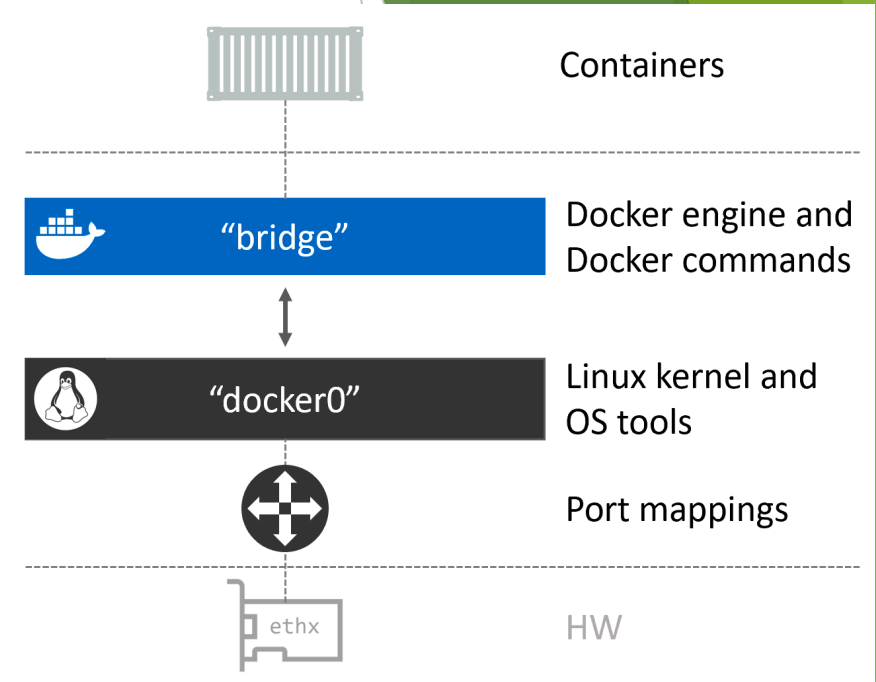 Containers
“bridge”
Docker engine and
Docker commands
“docker0”
Linux kernel and
OS tools
Port mappings
ethx
HW